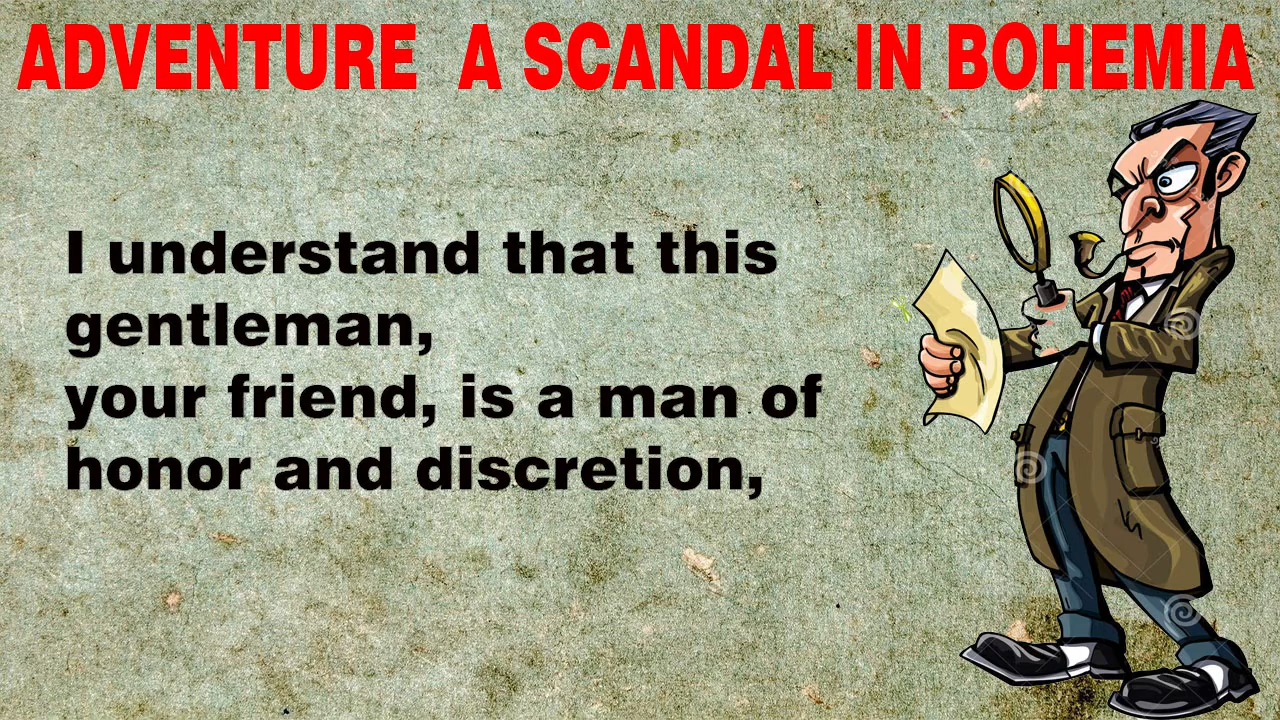 ADVENTURE A SCANDAL IN BOHEMIA
I understand that this
gentleman,
your friend, is a man of
honor and discretion,